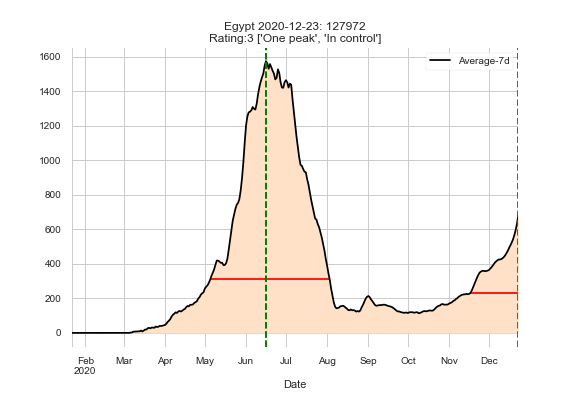 Egypt 2020-12-23: 127972
Rating:3 ['One peak', 'In control']
Average-7d
1600
1400
1200
1000
800
600
400
200
0
Feb Mar Apr May Jun Jul Aug Sep Oct Nov Dec
2020
Date